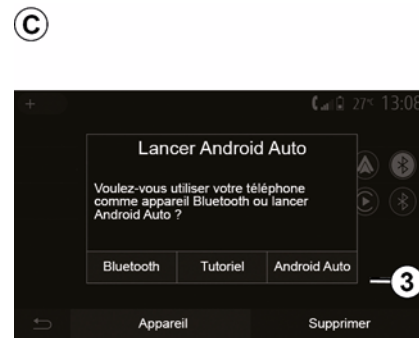 C
+ 27°C 13:08
Lancer Android Auto
Voulez-vous utiliser votre téléphone
comme appareil Bluetooth ou lancer
Android Auto ?
Bluetooth Tutoriel Android Auto
3
Appareil Supprimer